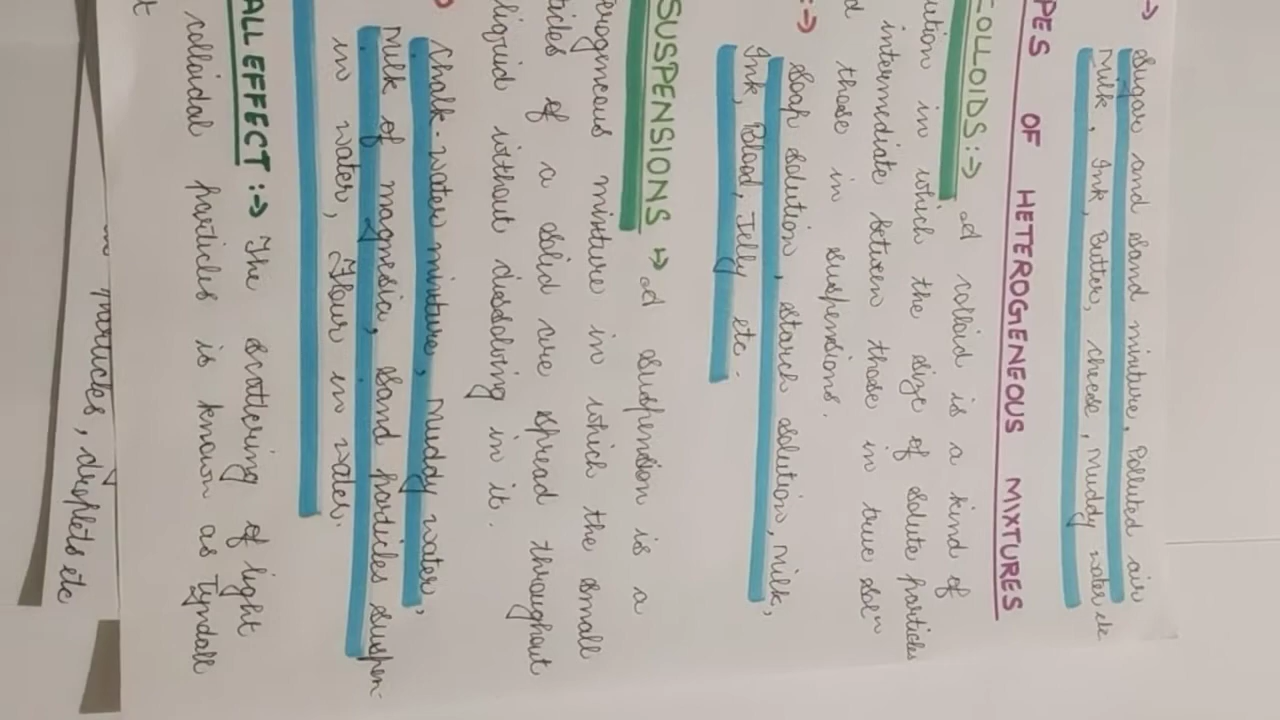 :->
Sugar and sand mixture, Polluted air
Milk, Ink, Butter, cheese, muddy water etc
PES OF HETEROGENEOUS MIXTURES
COLLOIDS :-> A colloid is a kind of
ution in which the size of solute particles
intermediate between those in true solⁿ
d those in suspensions.
:->
Soap solution, starch solution, milk,
Ink, Blood, Jelly etc.
SUSPENSIONS -> A suspension is a
erogeneous mixture in which the small
ticles of a solid are spread throughout
liquid without dissolving in it.
Chalk-water mixture, muddy water,
Milk of magnesia, Sand particles suspen-
in water, Flour in water.
ALL EFFECT :-> The scattering of light
colloidal particles is known as Tyndall
t
particles, droplets etc